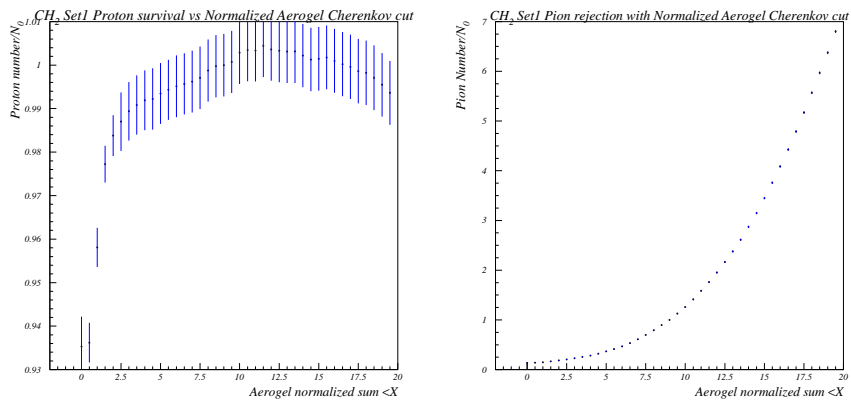 CH2 Set1 Proton survival vs Normalized Aerogel Cherenkov cut
Proton number/N0
1.01
1
0.99
0.98
0.97
0.96
0.95
0.94
0.93
0 2.5 5 7.5 10 12.5 15 17.5 20
Aerogel normalized sum <X
CH2 Set1 Pion rejection with Normalized Aerogel Cherenkov cut
Pion Number/N0
7
6
5
4
3
2
1
0
0 2.5 5 7.5 10 12.5 15 17.5 20
Aerogel normalized sum <X